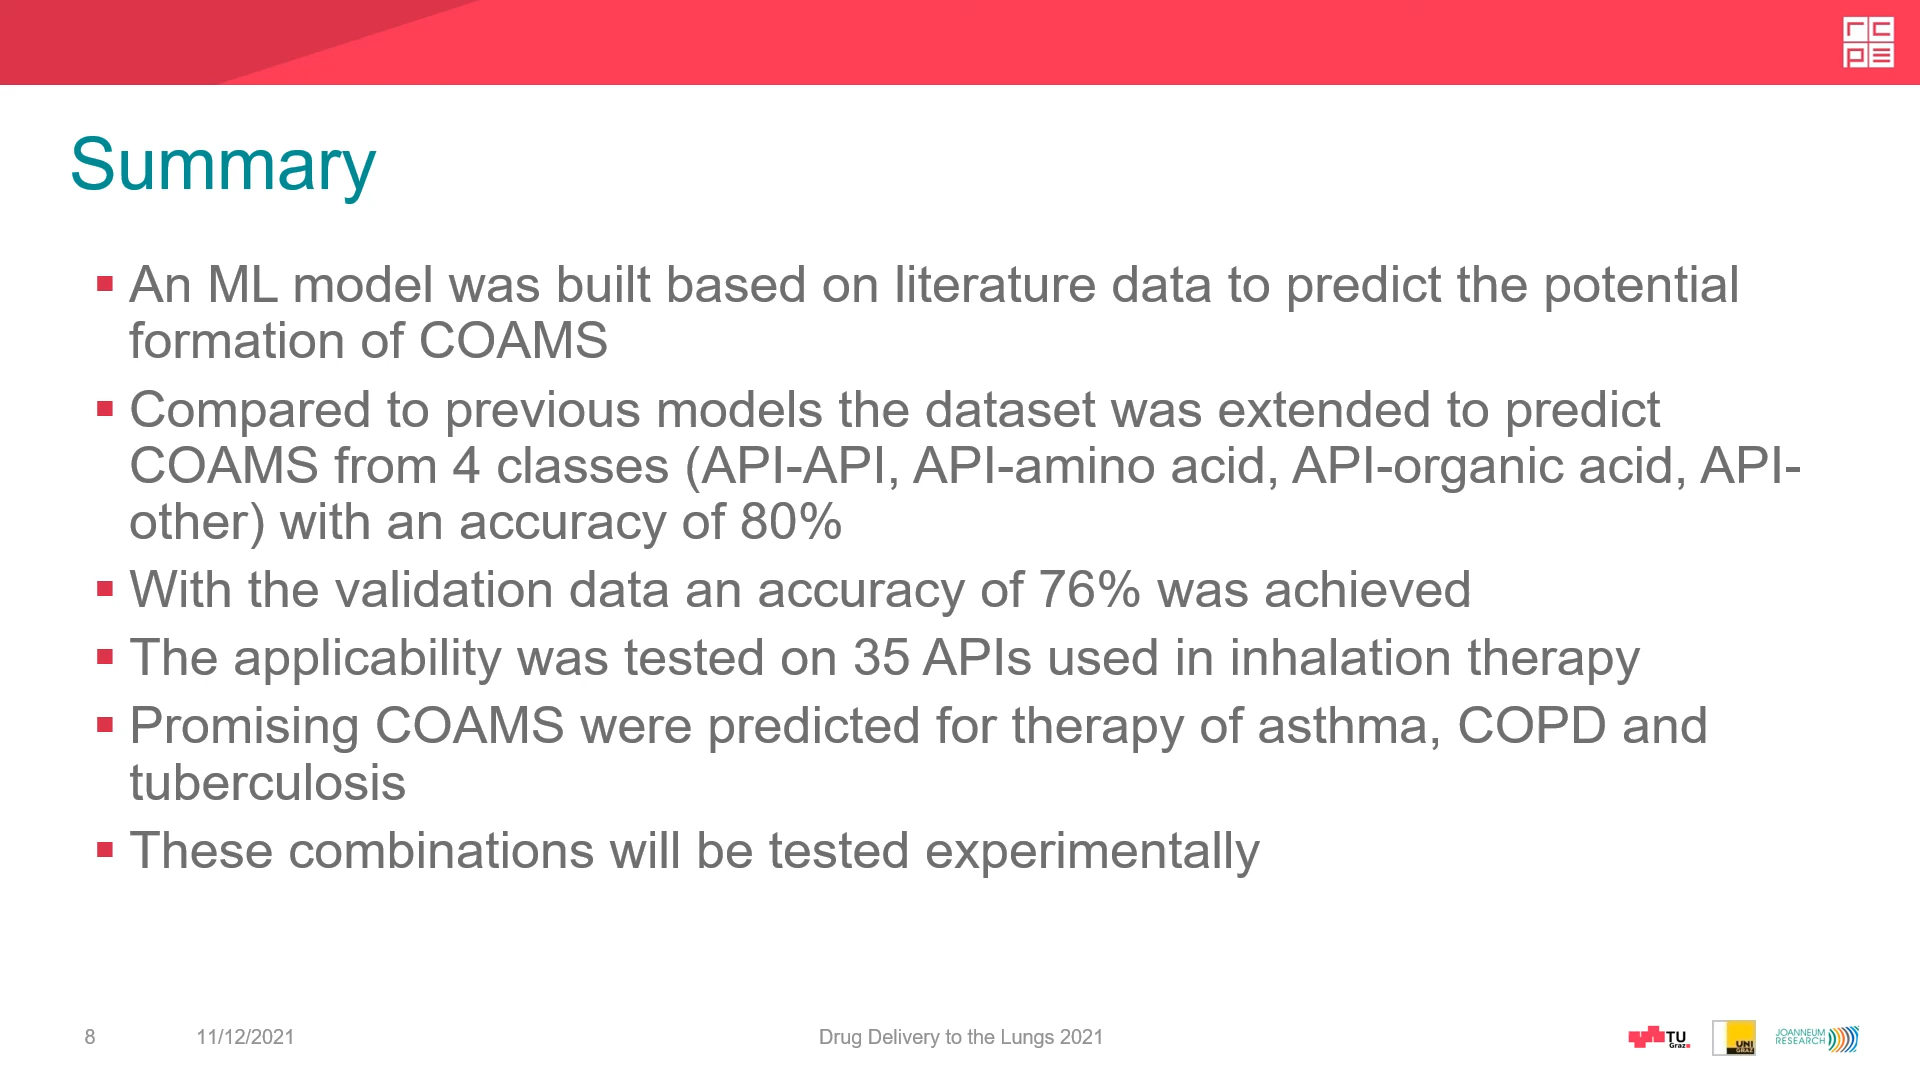 rcpe
Summary
▪ An ML model was built based on literature data to predict the potential
formation of COAMS
▪ Compared to previous models the dataset was extended to predict
COAMS from 4 classes (API-API, API-amino acid, API-organic acid, API-
other) with an accuracy of 80%
▪ With the validation data an accuracy of 76% was achieved
▪ The applicability was tested on 35 APIs used in inhalation therapy
▪ Promising COAMS were predicted for therapy of asthma, COPD and
tuberculosis
▪ These combinations will be tested experimentally
8 11/12/2021 Drug Delivery to the Lungs 2021
TU
Graz
UNI
GRAZ
JOANNEUM
RESEARCH